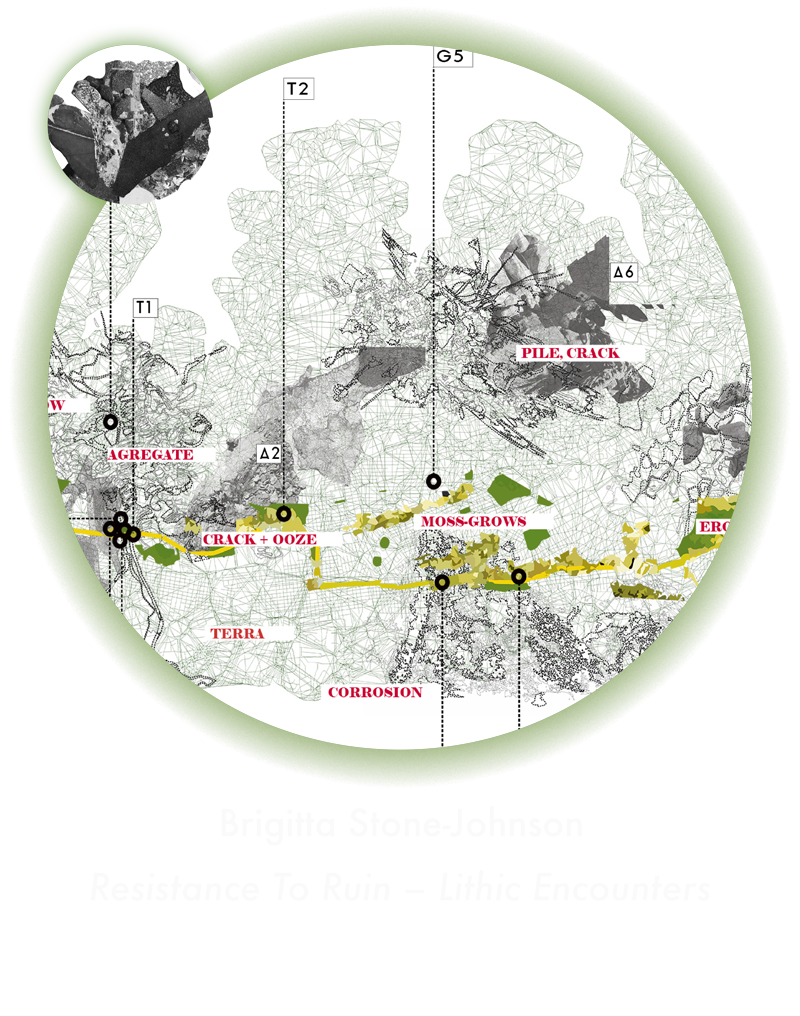 G5
T2
Δ6
T1
PILE, CRACK
OW
AGREGATE
Δ2
MOSS-GROWS
ERO
CRACK + OOZE
TERRA
CORROSION
Brigitta Stone-Johnson
Resistance To Ruin – Lithic Encounters